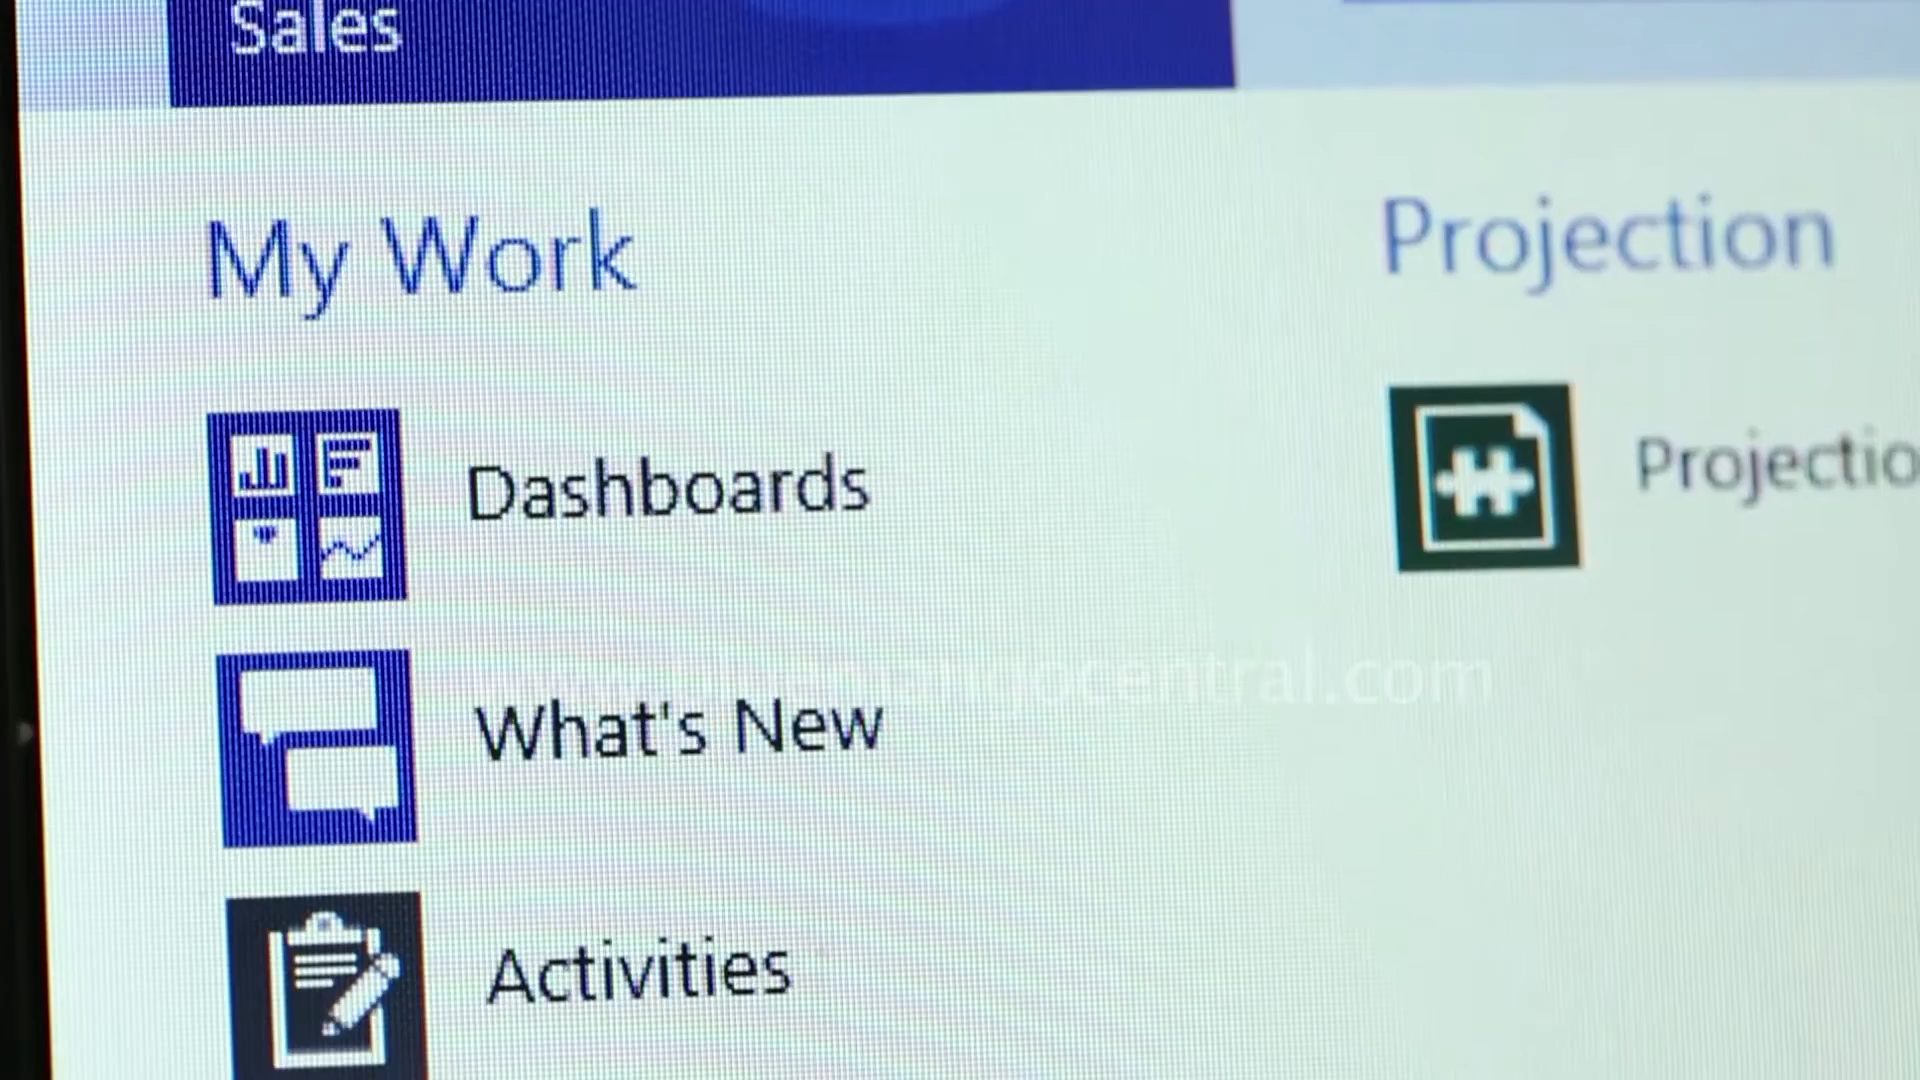 Sales
My Work
Projection
Dashboards
Projectio
What's New
Activities